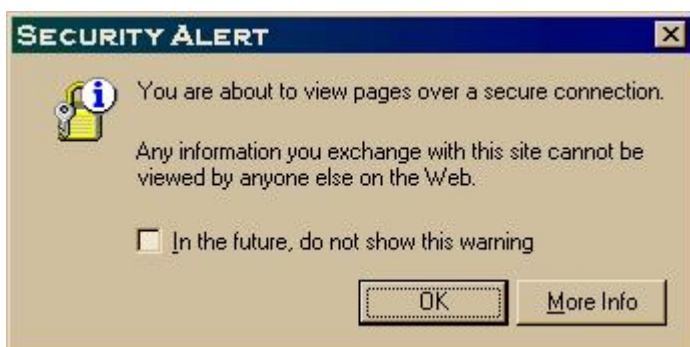 SECURITY ALERT
You are about to view pages over a secure connection.
Any information you exchange with this site cannot be
viewed by anyone else on the Web.
In the future, do not show this warning
OK
More Info